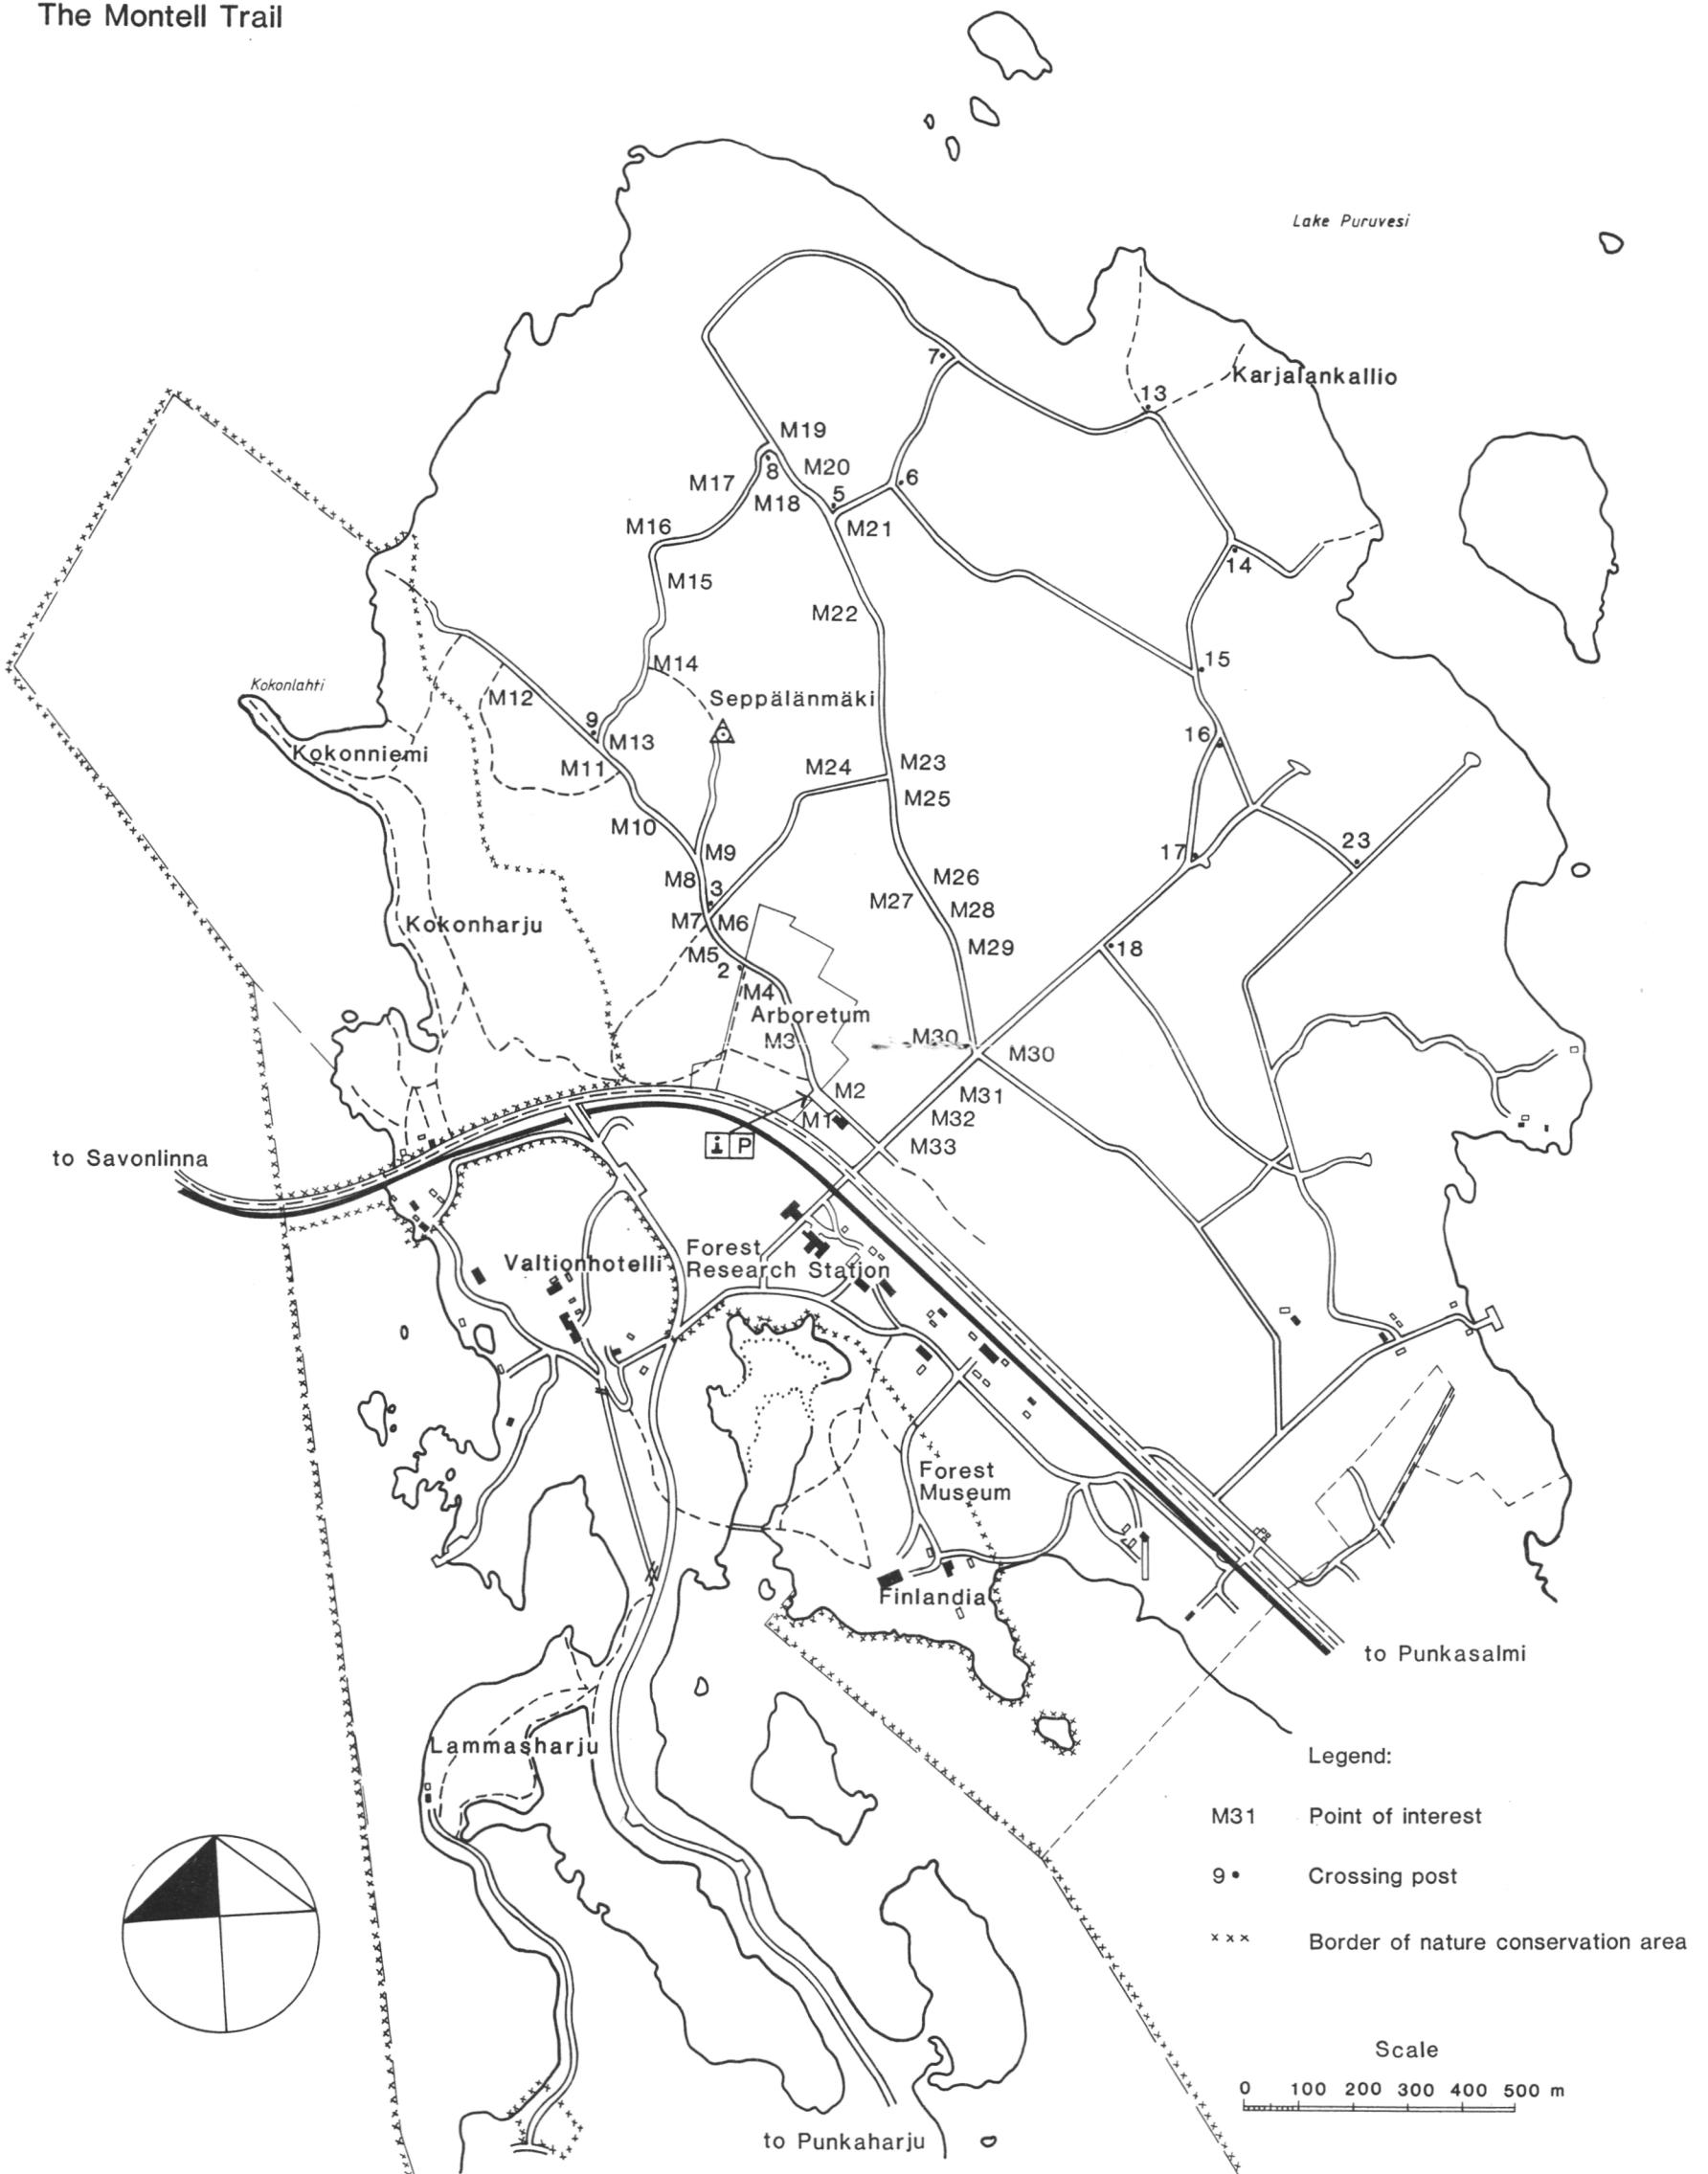 The Montell Trail
Lake Puruvesi
Karjalankallio
7
13
M19
8
M20
M17
M18
5
6
M16
M21
14
M15
M22
15
M14
Kokonlahti
M12
Seppälänmäki
9
M13
16
Kokonniemi
M11
M24
M23
M25
M10
23
M9
17
M8
3
M26
M27
M28
M7
M6
Kokonharju
M29
18
M5
2
M4
Arboretum
M3
M30
M30
M2
M31
M1
M32
i P
M33
to Savonlinna
Valtionhotelli
Forest
Research Station
Forest
Museum
Finlandia
to Punkasalmi
Lammasharju
Legend:
M31 Point of interest
9 • Crossing post
x x x Border of nature conservation area
Scale
0 100 200 300 400 500 m
to Punkaharju